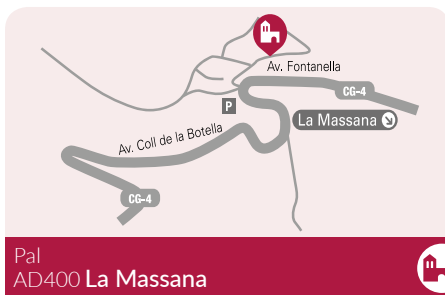 Av. Fontanella
CG-4
P
La Massana
Av. Coll de la Botella
CG-4
Pal
AD400 La Massana